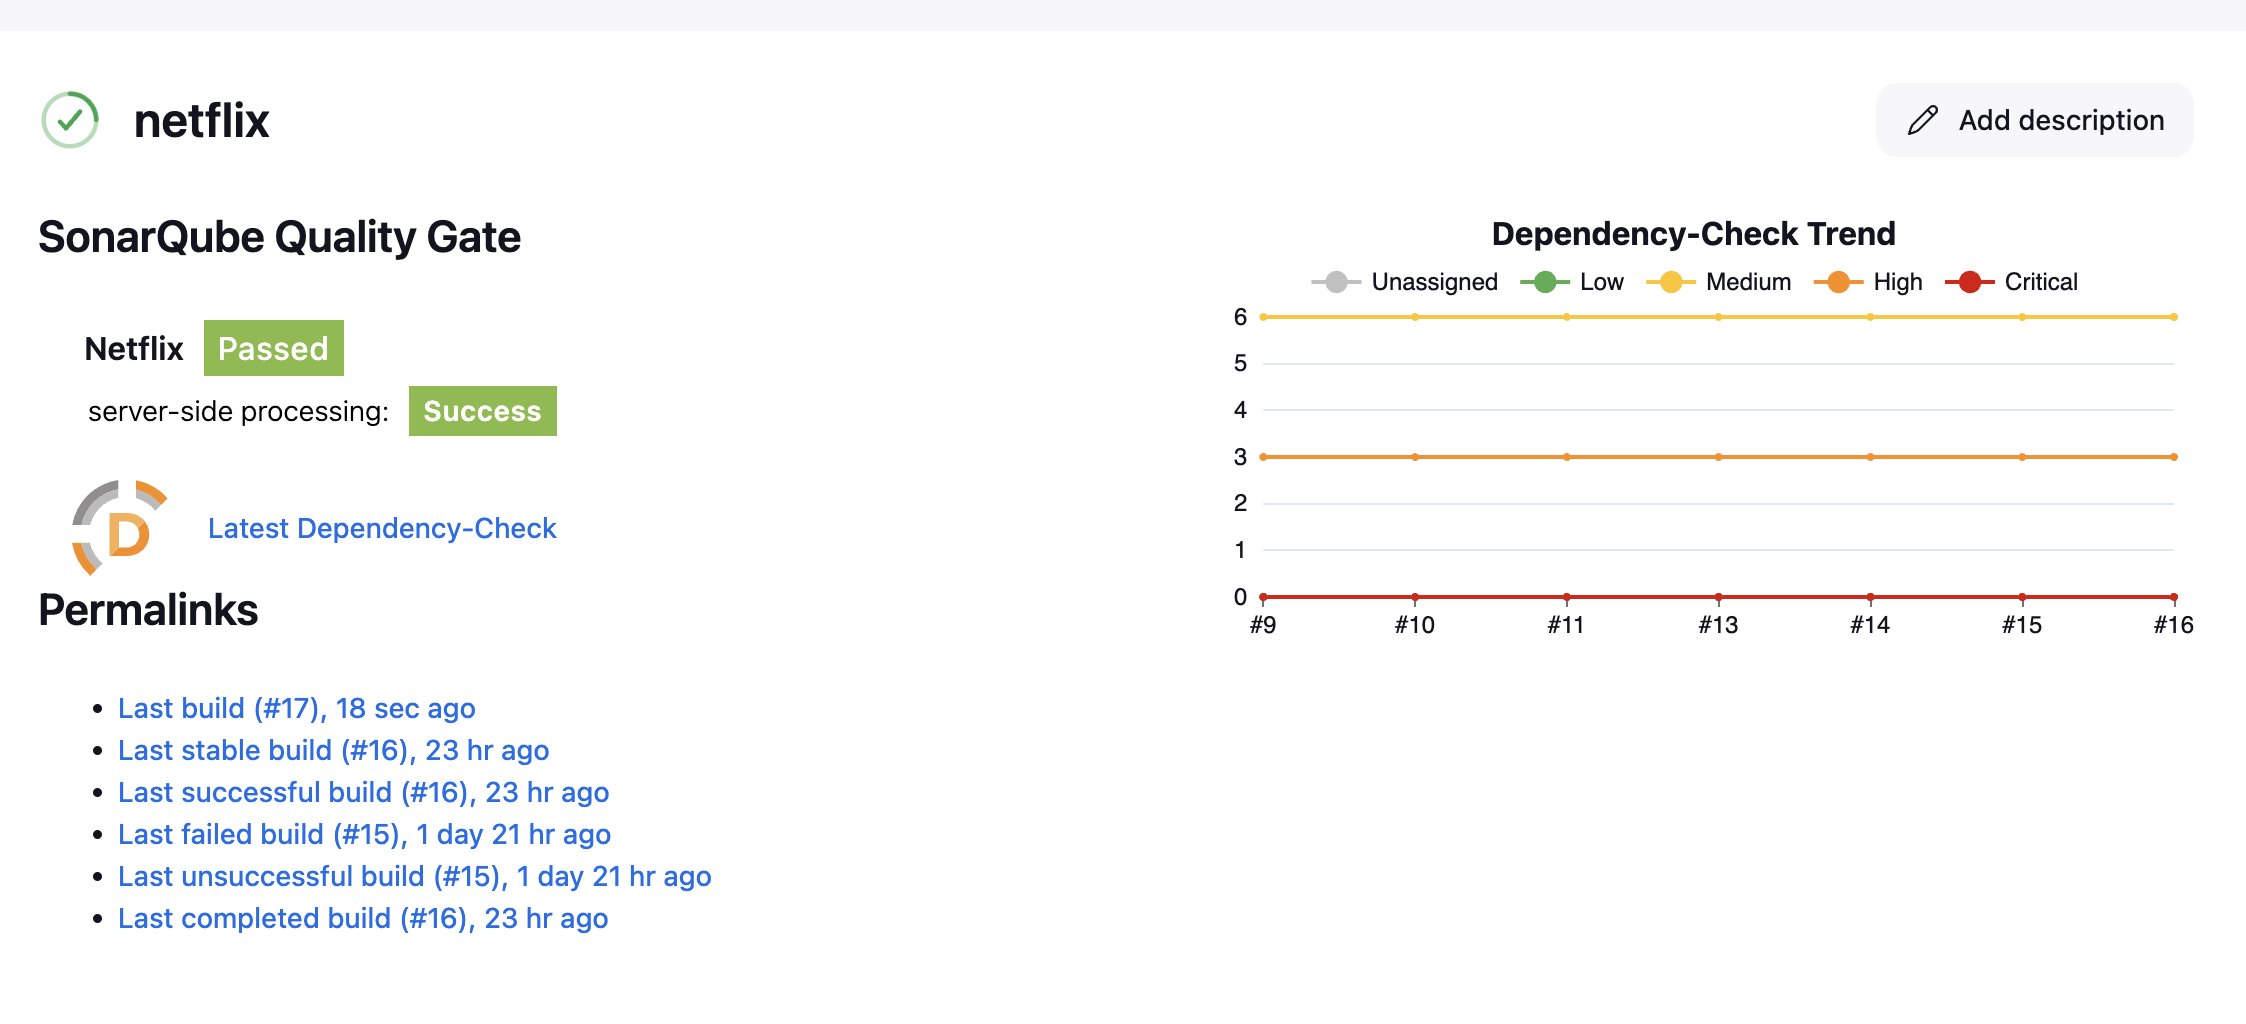 netflix
Add description
SonarQube Quality Gate
Netflix Passed
server-side processing: Success
D
Latest Dependency-Check
Permalinks
Last build (#17), 18 sec ago
Last stable build (#16), 23 hr ago
Last successful build (#16), 23 hr ago
Last failed build (#15), 1 day 21 hr ago
Last unsuccessful build (#15), 1 day 21 hr ago
Last completed build (#16), 23 hr ago
Dependency-Check Trend
Unassigned Low Medium High Critical
6
5
4
3
2
1
0
#9 #10 #11 #13 #14 #15 #16